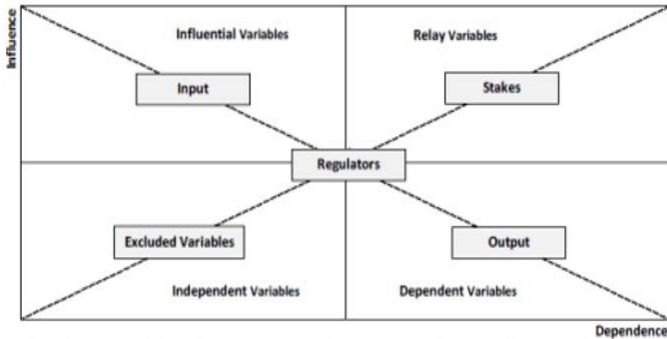 Influence
Influential Variables
Relay Variables
Input
Stakes
Regulators
Excluded Variables
Output
Independent Variables
Dependent Variables
Dependence